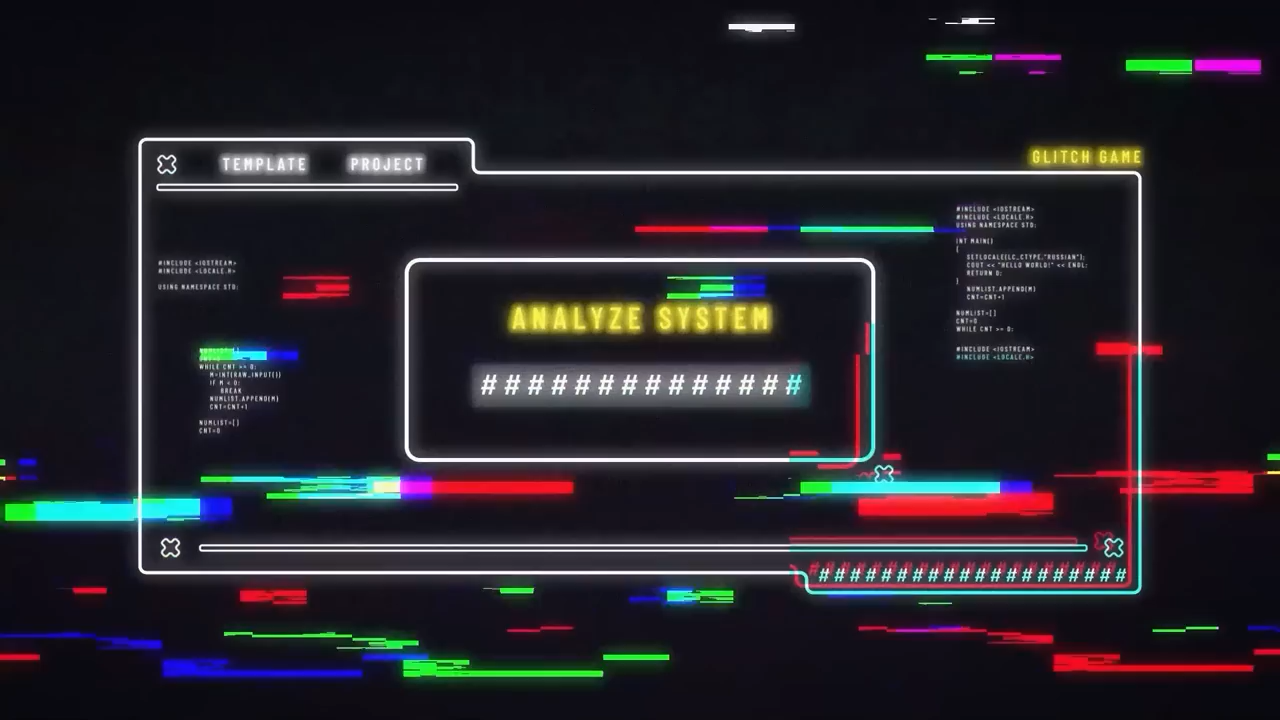 TEMPLATE PROJECT
GLITCH GAME
#INCLUDE <IOSTREAM>
#INCLUDE <LOCALE.H>
USING NAMESPACE STD;
NUMLIST=[]
CNT=0
WHILE CNT >= 0:
M=INT(RAW_INPUT())
IF M < 0:
BREAK
NUMLIST.APPEND(M)
CNT=CNT+1
NUMLIST=[]
CNT=0
ANALYZE SYSTEM
##############
#INCLUDE <IOSTREAM>
#INCLUDE <LOCALE.H>
USING NAMESPACE STD;
INT MAIN()
{
SETLOCALE(LC_CTYPE,"RUSSIAN");
COUT << "HELLO WORLD!" << ENDL;
RETURN 0;
}
NUMLIST.APPEND(M)
CNT=CNT+1
NUMLIST=[]
CNT=0
WHILE CNT >= 0:
#INCLUDE <IOSTREAM>
#INCLUDE <LOCALE.H>
####################